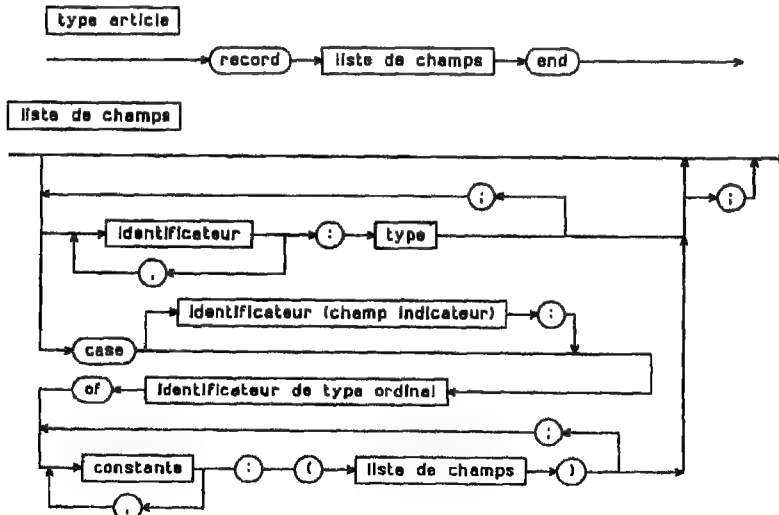 type article
record liste de champs end
liste de champs
;
;
identificateur : type
,
identificateur (champ indicateur) :
case
of identificateur de type ordinal
;
constante : ( liste de champs )
,